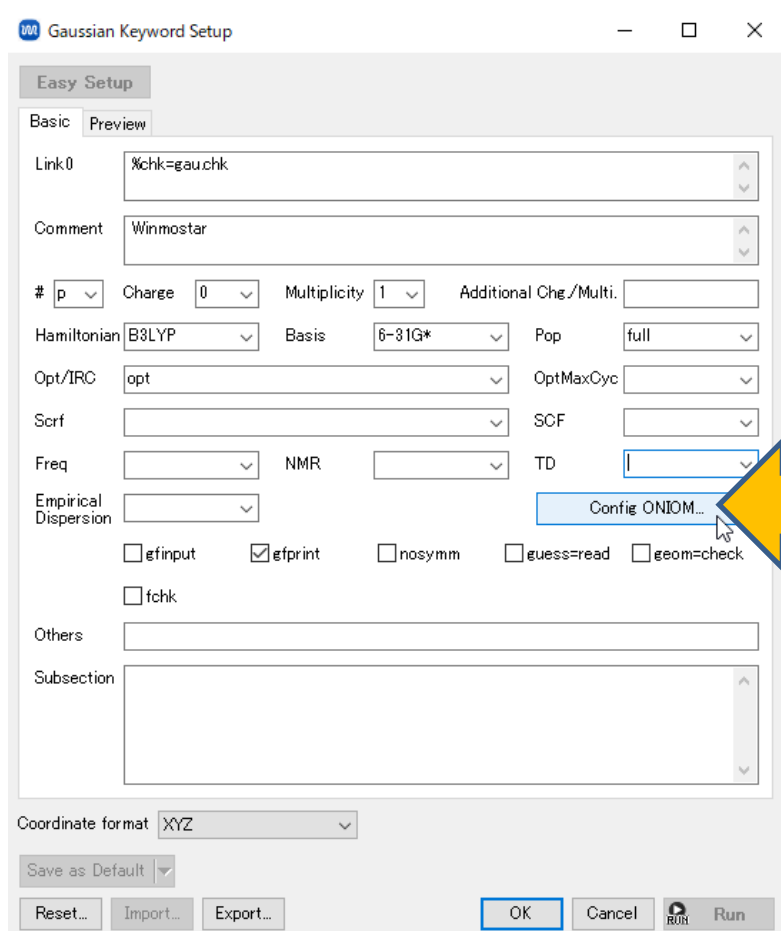 Gaussian Keyword Setup
Easy Setup
Basic Preview
Link0 %chk=gau.chk
Comment Winmostar
# p Charge 0 Multiplicity 1 Additional Chg./Multi.
Hamiltonian B3LYP Basis 6-31G* Pop full
Opt/IRC opt OptMaxCyc
Scrf SCF
Freq NMR TD
Empirical
Dispersion
Config ONIOM...
gfinput gfprint nosymm guess=read geom=check
fchk
Others
Subsection
Coordinate format XYZ
Save as Default
Reset... Import... Export... OK Cancel RUN Run